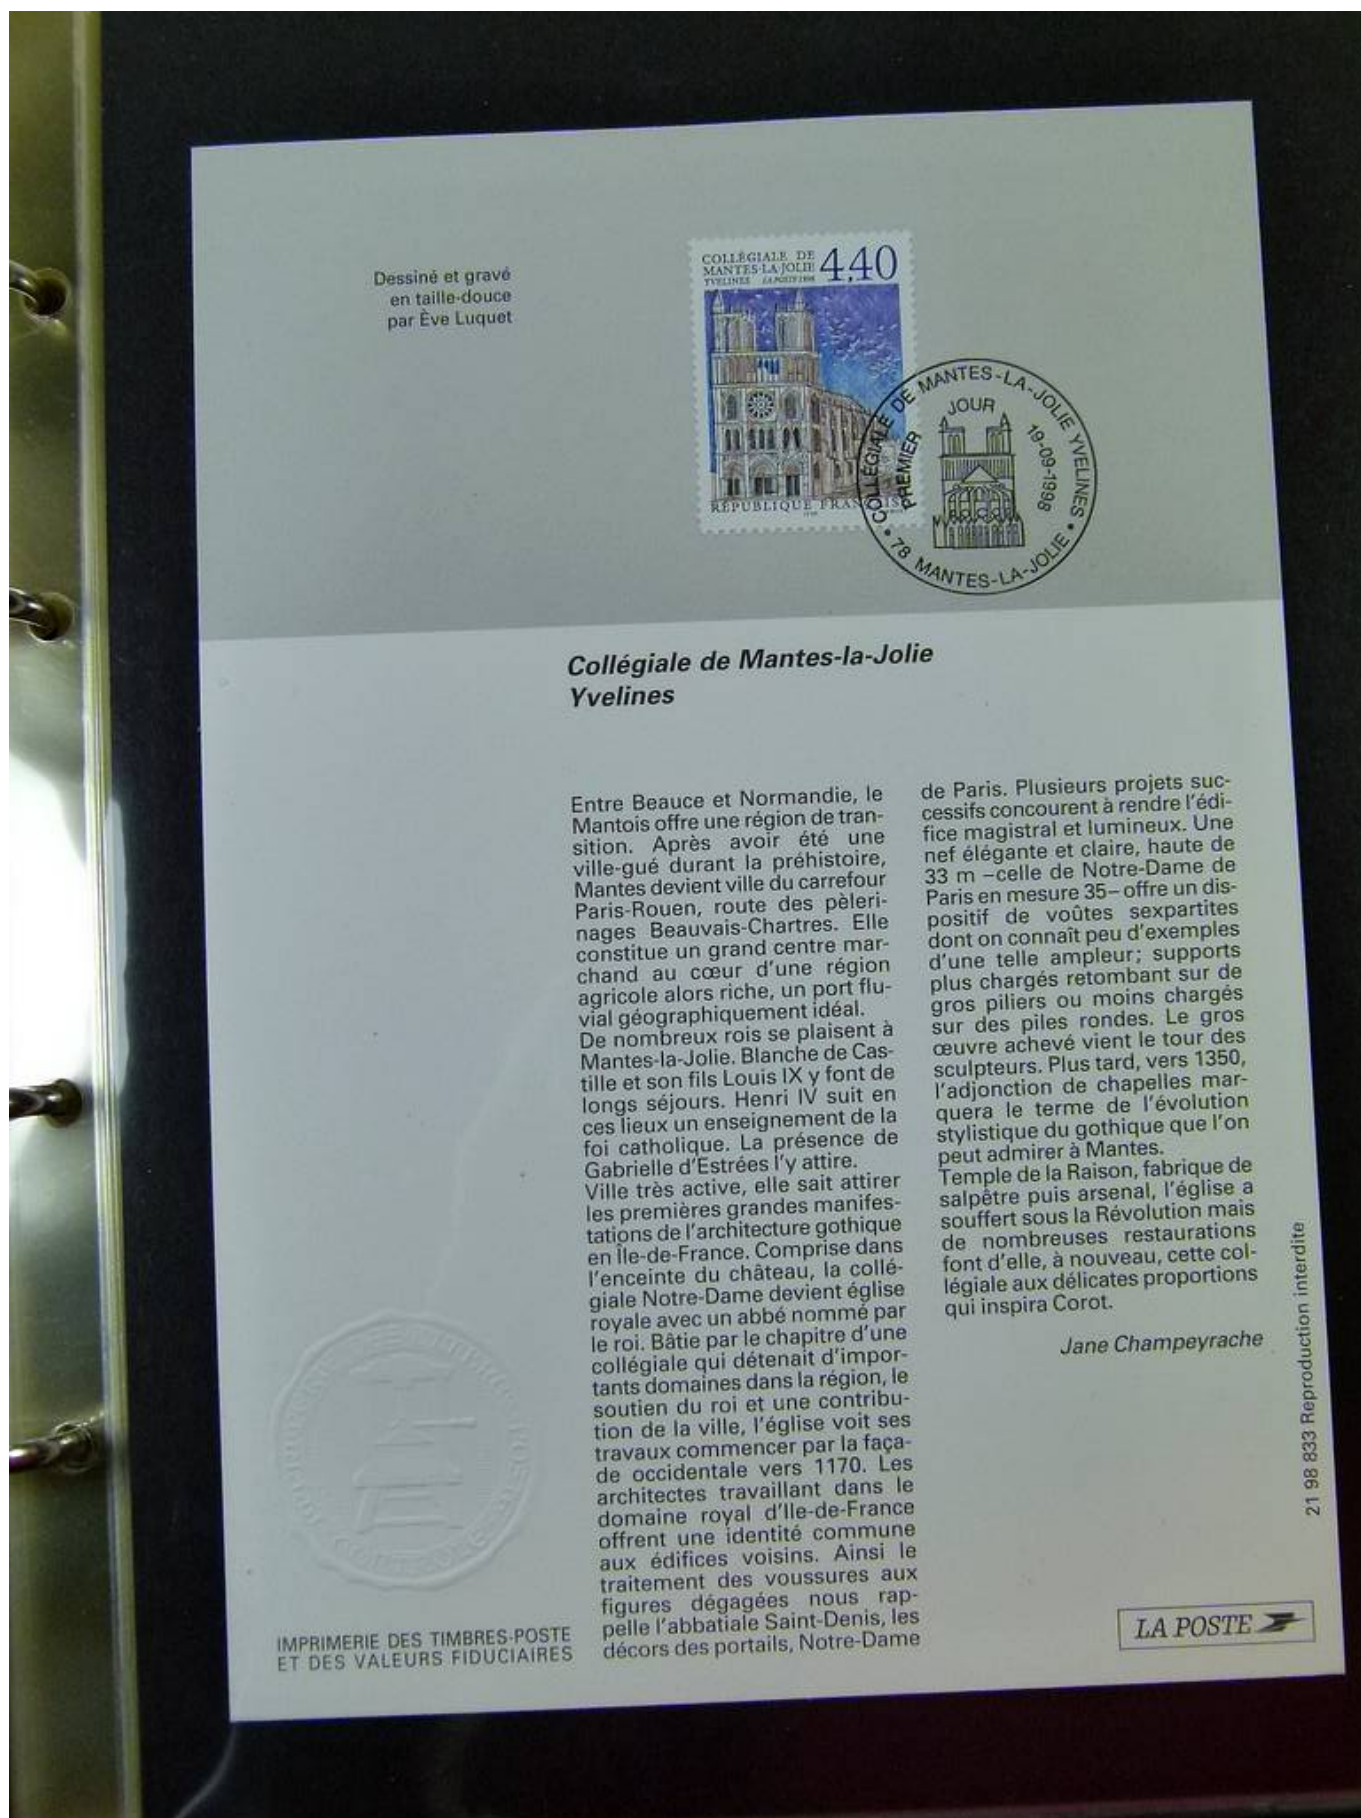 Dessiné et gravé
en taille-douce
par Ève Luquet
COLLÉGIALE DE
MANTES-LA-JOLIE
YVELINES LA POSTE 1998
4,40
RÉPUBLIQUE FRANÇAISE
COLLÉGIALE DE MANTES-LA-JOLIE YVELINES
PREMIER JOUR
19-09-1998
• 78 MANTES-LA-JOLIE •
Collégiale de Mantes-la-Jolie
Yvelines
Entre Beauce et Normandie, le
Mantois offre une région de tran-
sition. Après avoir été une
ville-gué durant la préhistoire,
Mantes devient ville du carrefour
Paris-Rouen, route des pèleri-
nages Beauvais-Chartres. Elle
constitue un grand centre mar-
chand au cœur d'une région
agricole alors riche, un port flu-
vial géographiquement idéal.
De nombreux rois se plaisent à
Mantes-la-Jolie. Blanche de Cas-
tille et son fils Louis IX y font de
longs séjours. Henri IV suit en
ces lieux un enseignement de la
foi catholique. La présence de
Gabrielle d'Estrées l'y attire.
Ville très active, elle sait attirer
les premières grandes manifes-
tations de l'architecture gothique
en Île-de-France. Comprise dans
l'enceinte du château, la collé-
giale Notre-Dame devient église
royale avec un abbé nommé par
le roi. Bâtie par le chapitre d'une
collégiale qui détenait d'impor-
tants domaines dans la région, le
soutien du roi et une contribu-
tion de la ville, l'église voit ses
travaux commencer par la faça-
de occidentale vers 1170. Les
architectes travaillant dans le
domaine royal d'Ile-de-France
offrent une identité commune
aux édifices voisins. Ainsi le
traitement des voussures aux
figures dégagées nous rap-
pelle l'abbatiale Saint-Denis, les
décors des portails, Notre-Dame
de Paris. Plusieurs projets suc-
cessifs concourent à rendre l'édi-
fice magistral et lumineux. Une
nef élégante et claire, haute de
33 m –celle de Notre-Dame de
Paris en mesure 35– offre un dis-
positif de voûtes sexpartites
dont on connaît peu d'exemples
d'une telle ampleur; supports
plus chargés retombant sur de
gros piliers ou moins chargés
sur des piles rondes. Le gros
œuvre achevé vient le tour des
sculpteurs. Plus tard, vers 1350,
l'adjonction de chapelles mar-
quera le terme de l'évolution
stylistique du gothique que l'on
peut admirer à Mantes.
Temple de la Raison, fabrique de
salpêtre puis arsenal, l'église a
souffert sous la Révolution mais
de nombreuses restaurations
font d'elle, à nouveau, cette col-
légiale aux délicates proportions
qui inspira Corot.
Jane Champeyrache
21 98 833 Reproduction interdite
IMPRIMERIE DES TIMBRES-POSTE
ET DES VALEURS FIDUCIAIRES
LA POSTE